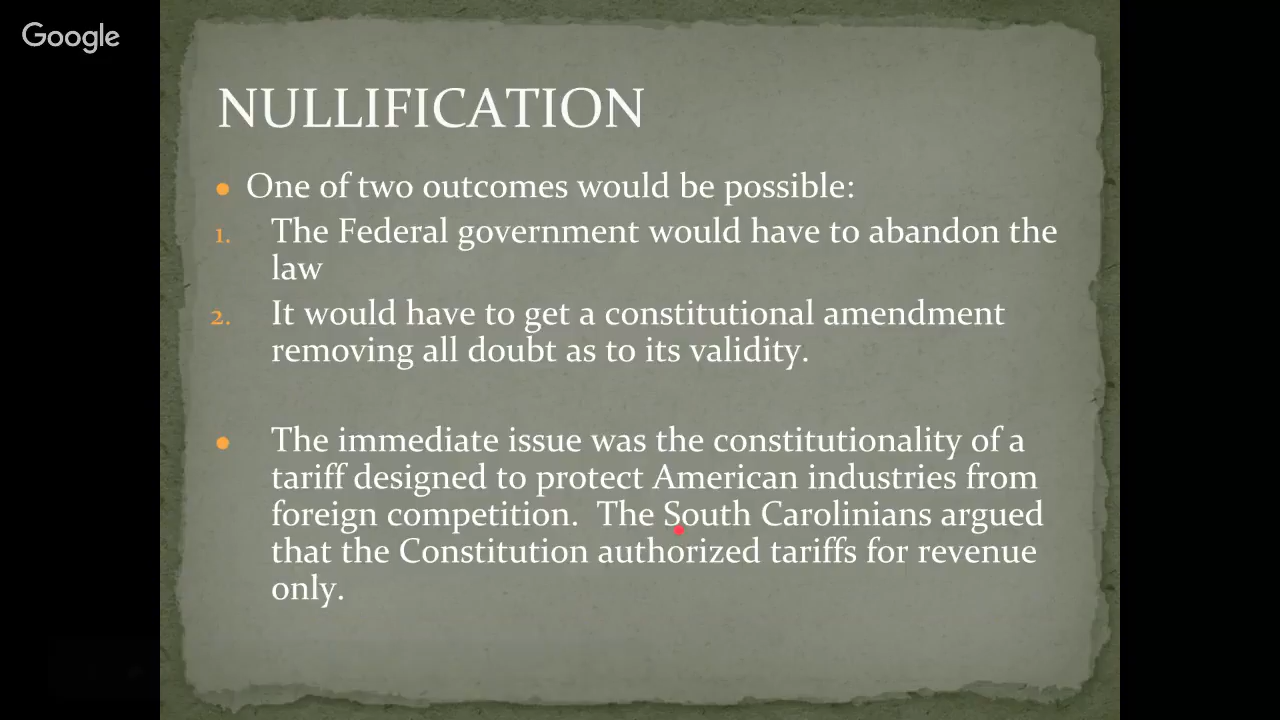 Google
NULLIFICATION
• One of two outcomes would be possible:
1. The Federal government would have to abandon the
law
2. It would have to get a constitutional amendment
removing all doubt as to its validity.
• The immediate issue was the constitutionality of a
tariff designed to protect American industries from
foreign competition.  The South Carolinians argued
that the Constitution authorized tariffs for revenue
only.